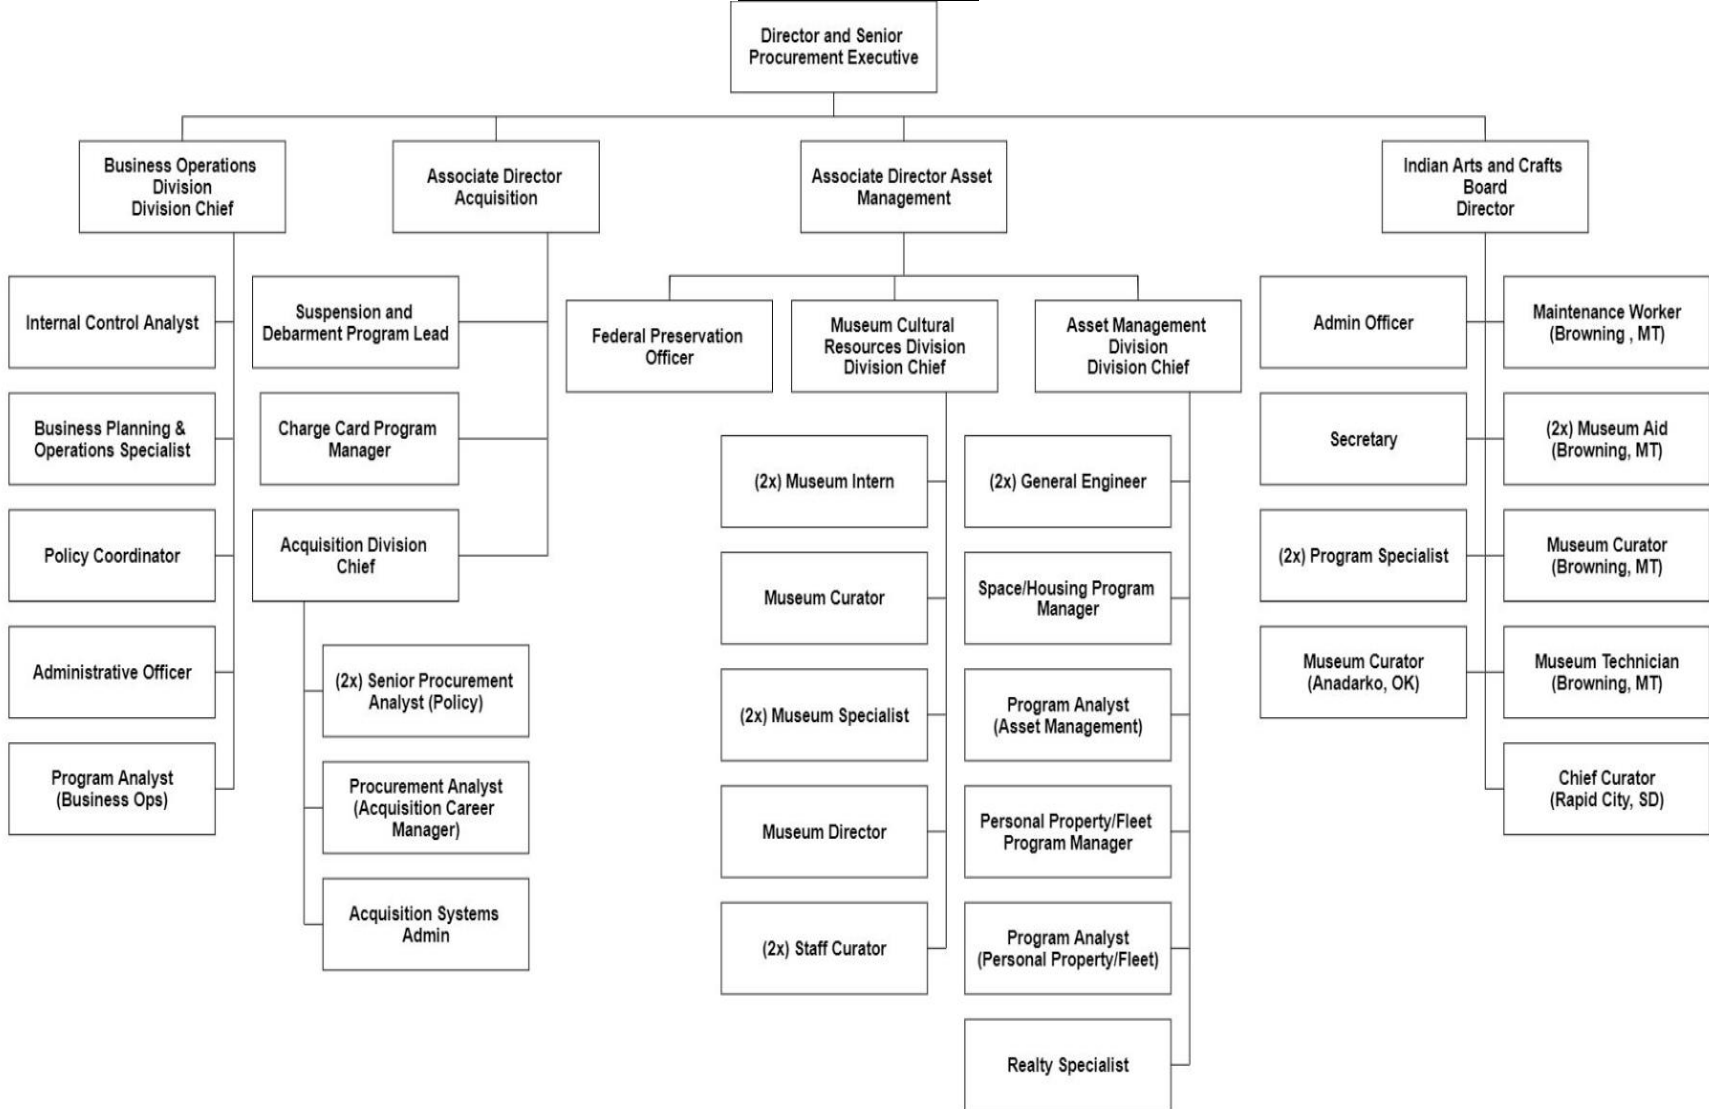 Director and Senior
Procurement Executive
Business Operations
Division
Division Chief
Associate Director
Acquisition
Associate Director Asset
Management
Indian Arts and Crafts
Board
Director
Internal Control Analyst
Business Planning &
Operations Specialist
Policy Coordinator
Administrative Officer
Program Analyst
(Business Ops)
Suspension and
Debarment Program Lead
Charge Card Program
Manager
Acquisition Division
Chief
(2x) Senior Procurement
Analyst (Policy)
Procurement Analyst
(Acquisition Career
Manager)
Acquisition Systems
Admin
Federal Preservation
Officer
Museum Cultural
Resources Division
Division Chief
Asset Management
Division
Division Chief
(2x) Museum Intern
Museum Curator
(2x) Museum Specialist
Museum Director
(2x) Staff Curator
(2x) General Engineer
Space/Housing Program
Manager
Program Analyst
(Asset Management)
Personal Property/Fleet
Program Manager
Program Analyst
(Personal Property/Fleet)
Realty Specialist
Admin Officer
Secretary
(2x) Program Specialist
Museum Curator
(Anadarko, OK)
Maintenance Worker
(Browning , MT)
(2x) Museum Aid
(Browning, MT)
Museum Curator
(Browning, MT)
Museum Technician
(Browning, MT)
Chief Curator
(Rapid City, SD)